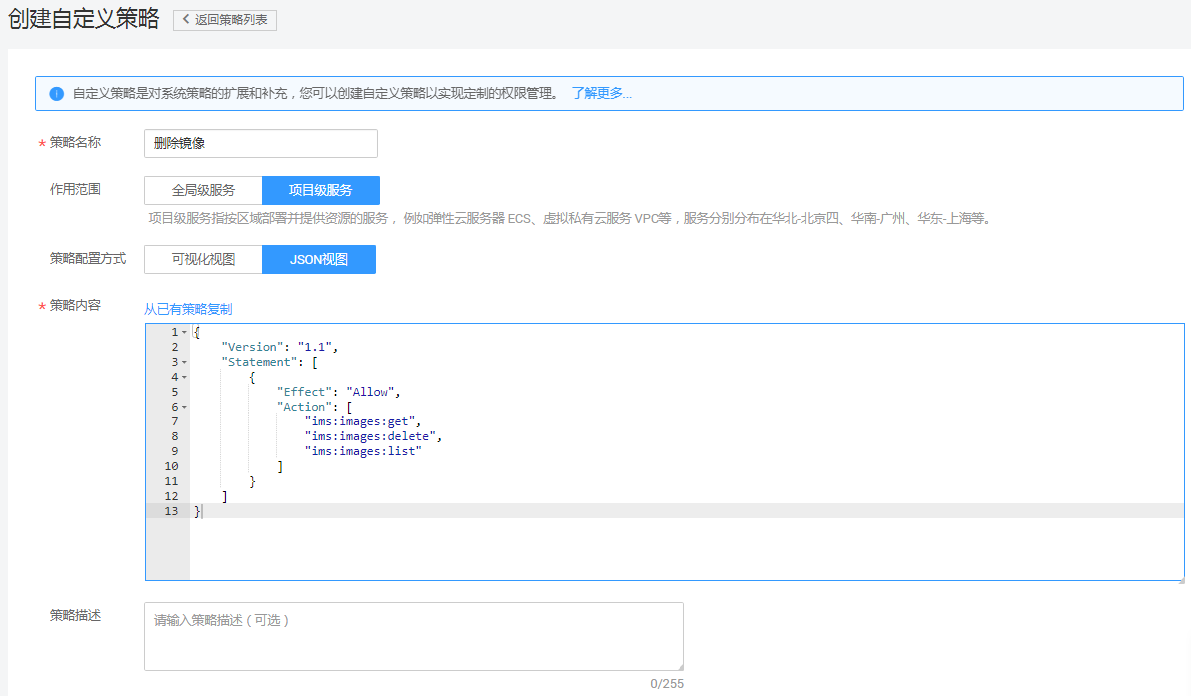 创建自定义策略 返回策略列表
自定义策略是对系统策略的扩展和补充，您可以创建自定义策略以实现定制的权限管理。 了解更多...
* 策略名称 删除镜像
作用范围 全局级服务 项目级服务
项目级服务指按区域部署并提供资源的服务， 例如弹性云服务器 ECS、虚拟私有云服务 VPC等，服务分别分布在华北-北京四、华南-广州、华东-上海等。
策略配置方式 可视化视图 JSON视图
* 策略内容 从已有策略复制
1 {
2 "Version": "1.1",
3 "Statement": [
4 {
5 "Effect": "Allow",
6 "Action": [
7 "ims:images:get",
8 "ims:images:delete",
9 "ims:images:list"
10 ]
11 }
12 ]
13 }
策略描述 请输入策略描述（可选）
0/255